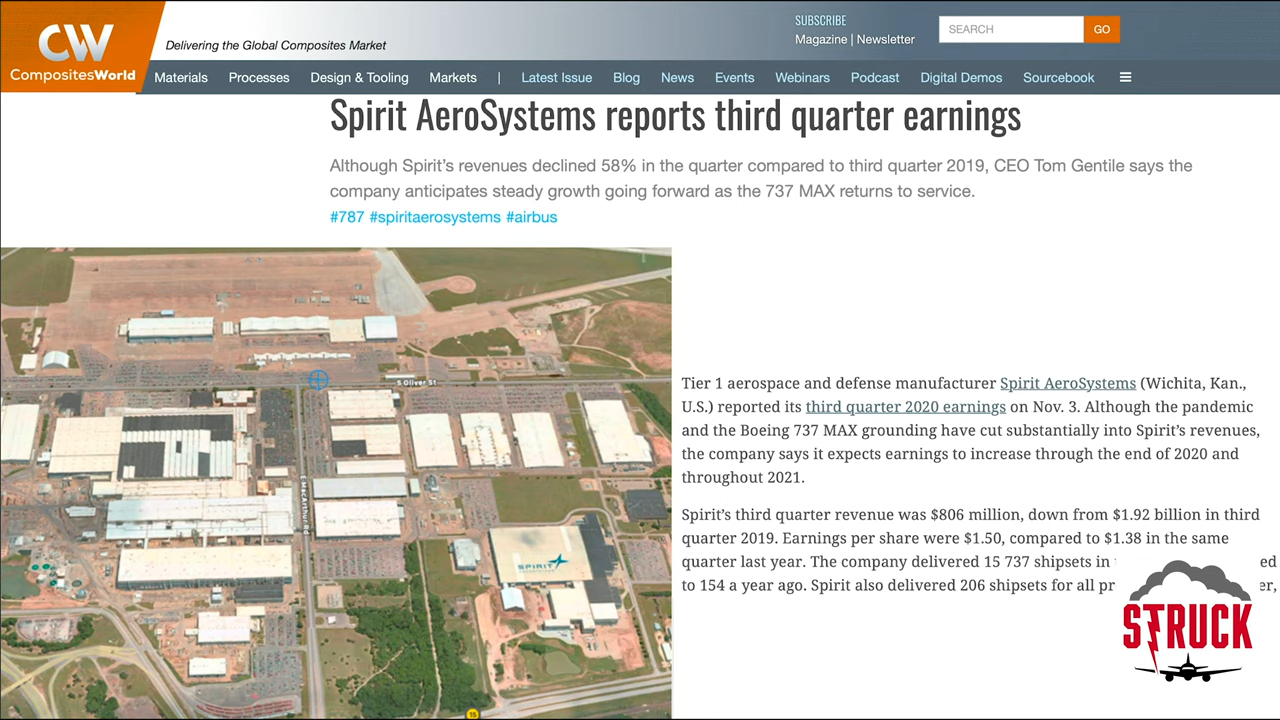 CW
CompositesWorld
Delivering the Global Composites Market
SUBSCRIBE
Magazine | Newsletter
SEARCH
GO
Materials Processes Design & Tooling Markets | Latest Issue Blog News Events Webinars Podcast Digital Demos Sourcebook
Spirit AeroSystems reports third quarter earnings
Although Spirit's revenues declined 58% in the quarter compared to third quarter 2019, CEO Tom Gentile says the
company anticipates steady growth going forward as the 737 MAX returns to service.
#787 #spiritaerosystems #airbus
S Oliver St
E MacArthur Rd
SPIRIT
15
Tier 1 aerospace and defense manufacturer Spirit AeroSystems (Wichita, Kan.,
U.S.) reported its third quarter 2020 earnings on Nov. 3. Although the pandemic
and the Boeing 737 MAX grounding have cut substantially into Spirit's revenues,
the company says it expects earnings to increase through the end of 2020 and
throughout 2021.
Spirit's third quarter revenue was $806 million, down from $1.92 billion in third
quarter 2019. Earnings per share were $1.50, compared to $1.38 in the same
quarter last year. The company delivered 15 737 shipsets in ed
to 154 a year ago. Spirit also delivered 206 shipsets for all pr er,
STRUCK